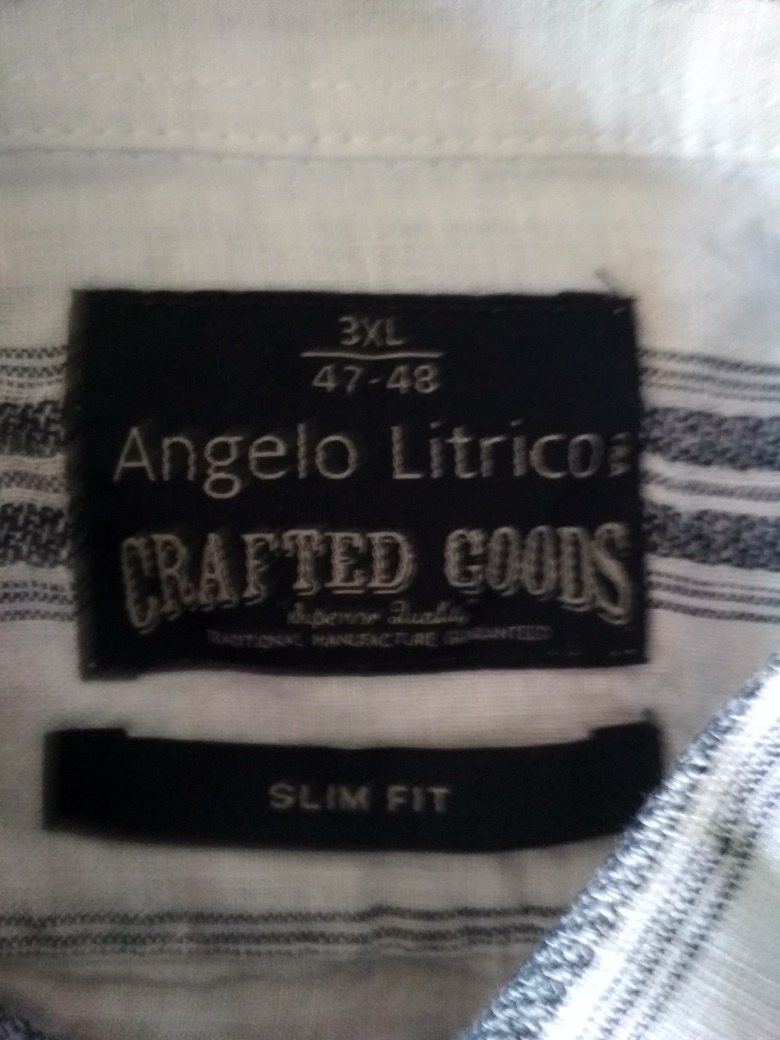 3XL
47-48
Angelo Litrico
CRAFTED GOODS
"Superior Quality"
TRADITIONAL MANUFACTURE GUARANTEED
SLIM FIT